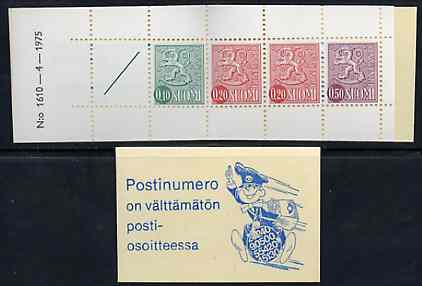 N:o 1610 — 4 — 1975
0,10 SUOMI
0,20 SUOMI
0,20 SUOMI
0,50 SUOMI
Postinumero
on välttämätön
posti-
osoitteessa